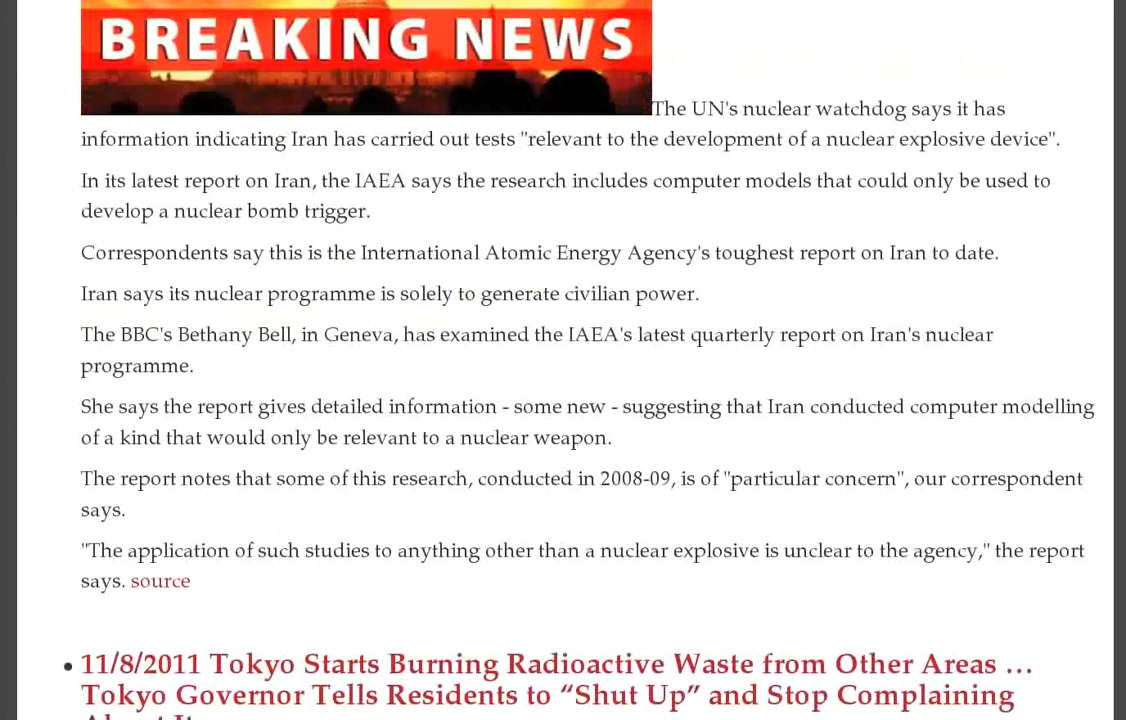 BREAKING NEWS
The UN's nuclear watchdog says it has
information indicating Iran has carried out tests "relevant to the development of a nuclear explosive device".
In its latest report on Iran, the IAEA says the research includes computer models that could only be used to
develop a nuclear bomb trigger.
Correspondents say this is the International Atomic Energy Agency's toughest report on Iran to date.
Iran says its nuclear programme is solely to generate civilian power.
The BBC's Bethany Bell, in Geneva, has examined the IAEA's latest quarterly report on Iran's nuclear
programme.
She says the report gives detailed information - some new - suggesting that Iran conducted computer modelling
of a kind that would only be relevant to a nuclear weapon.
The report notes that some of this research, conducted in 2008-09, is of "particular concern", our correspondent
says.
"The application of such studies to anything other than a nuclear explosive is unclear to the agency," the report
says. source
• 11/8/2011 Tokyo Starts Burning Radioactive Waste from Other Areas …
Tokyo Governor Tells Residents to “Shut Up” and Stop Complaining
About It